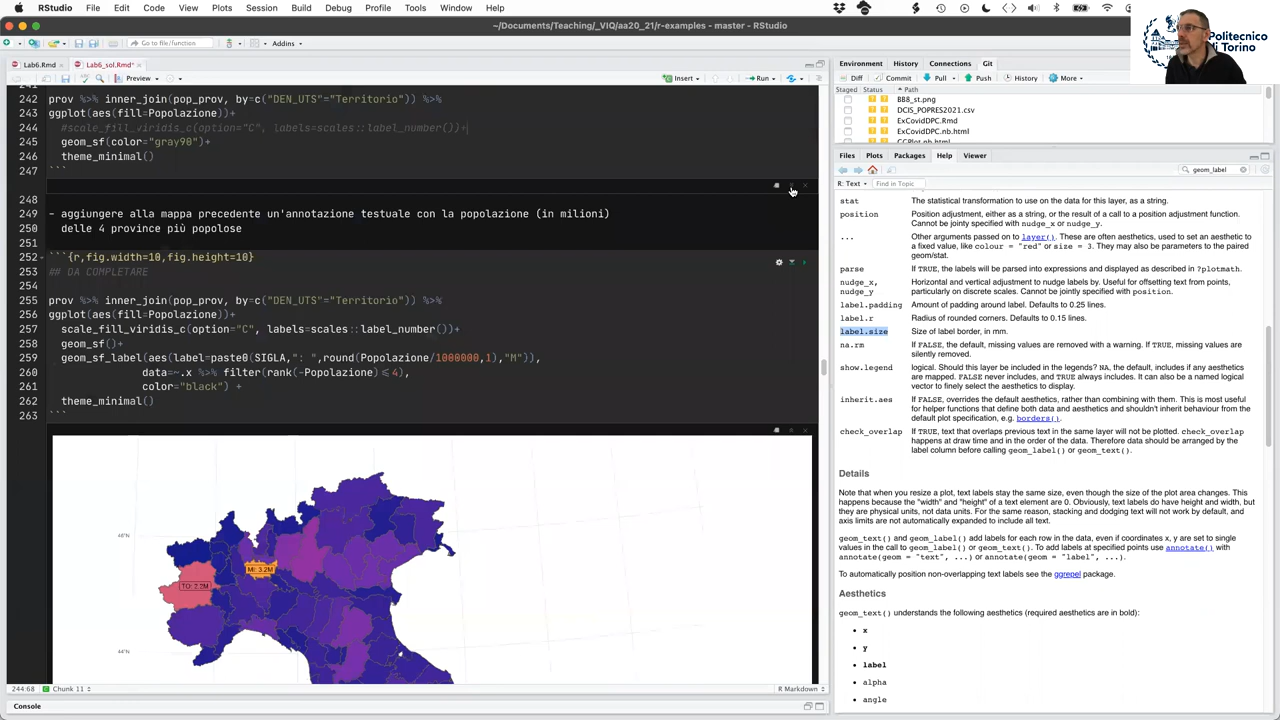 RStudio File Edit Code View Plots Session Build Debug Profile Tools Window Help
~/Documents/Teaching/_VIQ/aa20_21/r-examples - master - RStudio
Go to file/function Addins
Politecnico
di Torino
Lab6.Rmd Lab6_sol.Rmd*
Preview Insert Run
242 prov %>% inner_join(pop_prov, by=c("DEN_UTS"="Territorio")) %>%
243 ggplot(aes(fill=Popolazione))+
244 #scale_fill_viridis_c(option="C", labels=scales::label_number())+
245 geom_sf(color="gray90")+
246 theme_minimal()
247 ```
248
249 - aggiungere alla mappa precedente un'annotazione testuale con la popolazione (in milioni)
250 delle 4 province più popolose
251
252 ```{r,fig.width=10,fig.height=10}
253 ## DA COMPLETARE
254
255 prov %>% inner_join(pop_prov, by=c("DEN_UTS"="Territorio")) %>%
256 ggplot(aes(fill=Popolazione))+
257 scale_fill_viridis_c(option="C", labels=scales::label_number())+
258 geom_sf()+
259 geom_sf_label(aes(label=paste0(SIGLA,": ",round(Popolazione/1000000,1),"M")),
260 data=~.x %>% filter(rank(-Popolazione)≤4),
261 color="black") +
262 theme_minimal()
263 ```
46°N
TO: 2.2M
44°N
244:68 Chunk 11 R Markdown
Console
Environment History Connections Git
Diff Commit Pull Push History More
Staged Status Path
BB8_st.png
DCIS_POPRES2021.csv
ExCovidDPC.Rmd
ExCovidDPC.nb.html
Files Plots Packages Help Viewer
geom_label
R: Text Find in Topic
stat The statistical transformation to use on the data for this layer, as a string.
position Position adjustment, either as a string, or the result of a call to a position adjustment function.
Cannot be jointly specified with nudge_x or nudge_y.
... Other arguments passed on to layer(). These are often aesthetics, used to set an aesthetic to
a fixed value, like colour = "red" or size = 3. They may also be parameters to the paired
geom/stat.
parse If TRUE, the labels will be parsed into expressions and displayed as described in ?plotmath.
nudge_x, Horizontal and vertical adjustment to nudge labels by. Useful for offsetting text from points,
nudge_y particularly on discrete scales. Cannot be jointly specified with position.
label.padding Amount of padding around label. Defaults to 0.25 lines.
label.r Radius of rounded corners. Defaults to 0.15 lines.
label.size Size of label border, in mm.
na.rm If FALSE, the default, missing values are removed with a warning. If TRUE, missing values are
silently removed.
show.legend logical. Should this layer be included in the legends? NA, the default, includes if any aesthetics
are mapped. FALSE never includes, and TRUE always includes. It can also be a named logical
vector to finely select the aesthetics to display.
inherit.aes If FALSE, overrides the default aesthetics, rather than combining with them. This is most useful
for helper functions that define both data and aesthetics and shouldn't inherit behaviour from the
default plot specification, e.g. borders().
check_overlap If TRUE, text that overlaps previous text in the same layer will not be plotted. check_overlap
happens at draw time and in the order of the data. Therefore data should be arranged by the
label column before calling geom_label() or geom_text().
Details
Note that when you resize a plot, text labels stay the same size, even though the size of the plot area changes. This
happens because the "width" and "height" of a text element are 0. Obviously, text labels do have height and width, but
they are physical units, not data units. For the same reason, stacking and dodging text will not work by default, and
axis limits are not automatically expanded to include all text.
geom_text() and geom_label() add labels for each row in the data, even if coordinates x, y are set to single
values in the call to geom_label() or geom_text(). To add labels at specified points use annotate() with
annotate(geom = "text", ...) or annotate(geom = "label", ...).
To automatically position non-overlapping text labels see the ggrepel package.
Aesthetics
geom_text() understands the following aesthetics (required aesthetics are in bold):
• x
• y
• label
• alpha
• angle